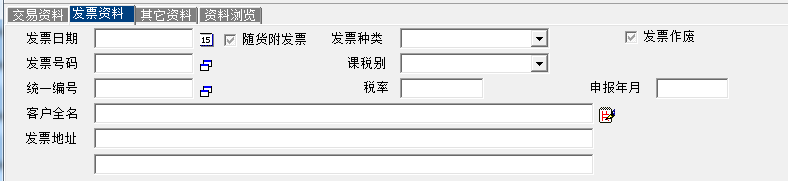 交易资料 发票资料 其它资料 资料浏览
发票日期 15 随货附发票 发票种类 发票作废
发票号码 课税别
统一编号 税率 申报年月
客户全名
发票地址